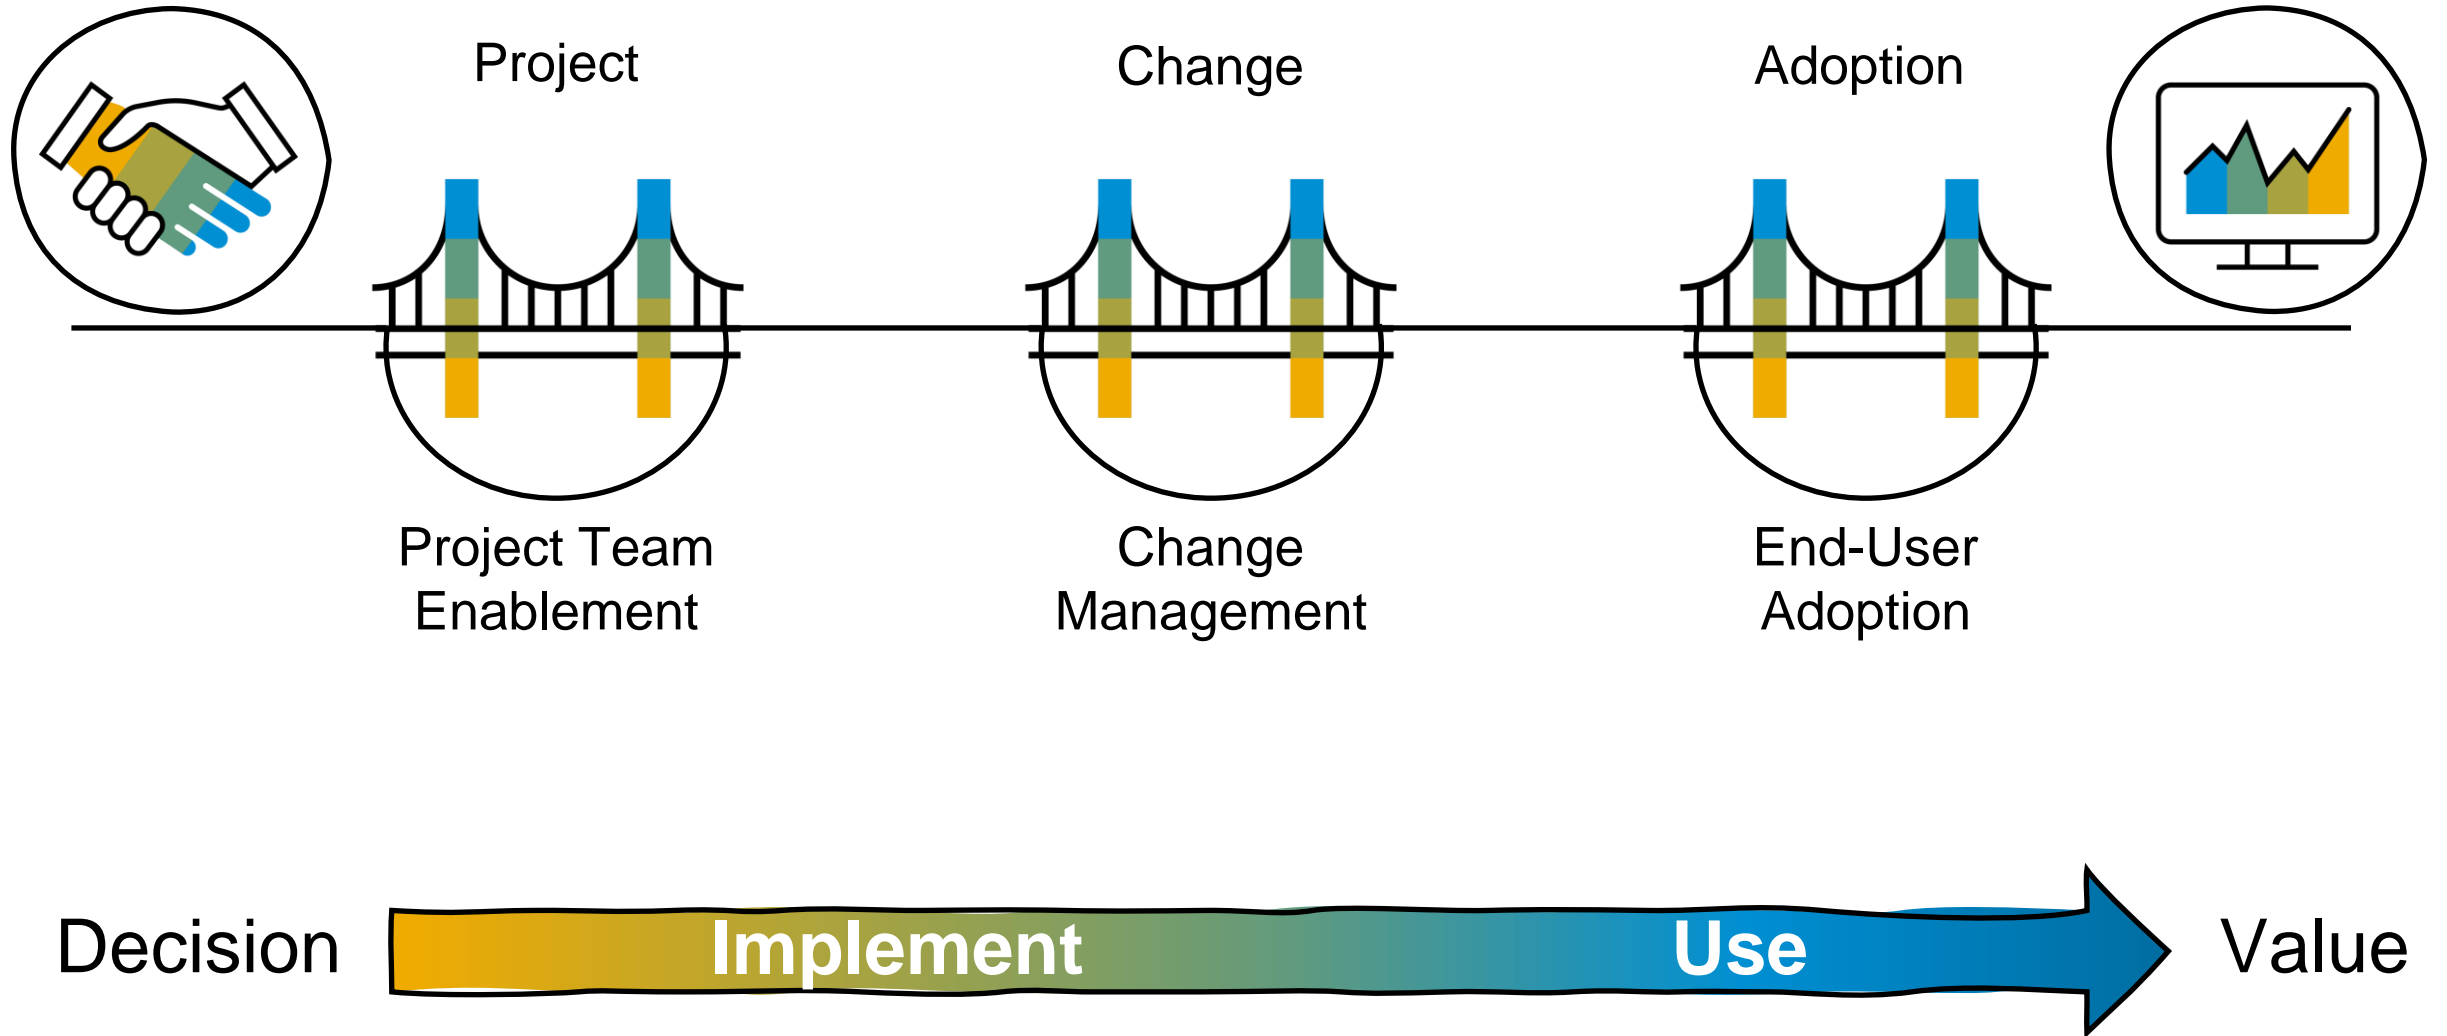 Project
Change
Adoption
Project Team
Enablement
Change
Management
End-User
Adoption
Decision
Implement
Use
Value